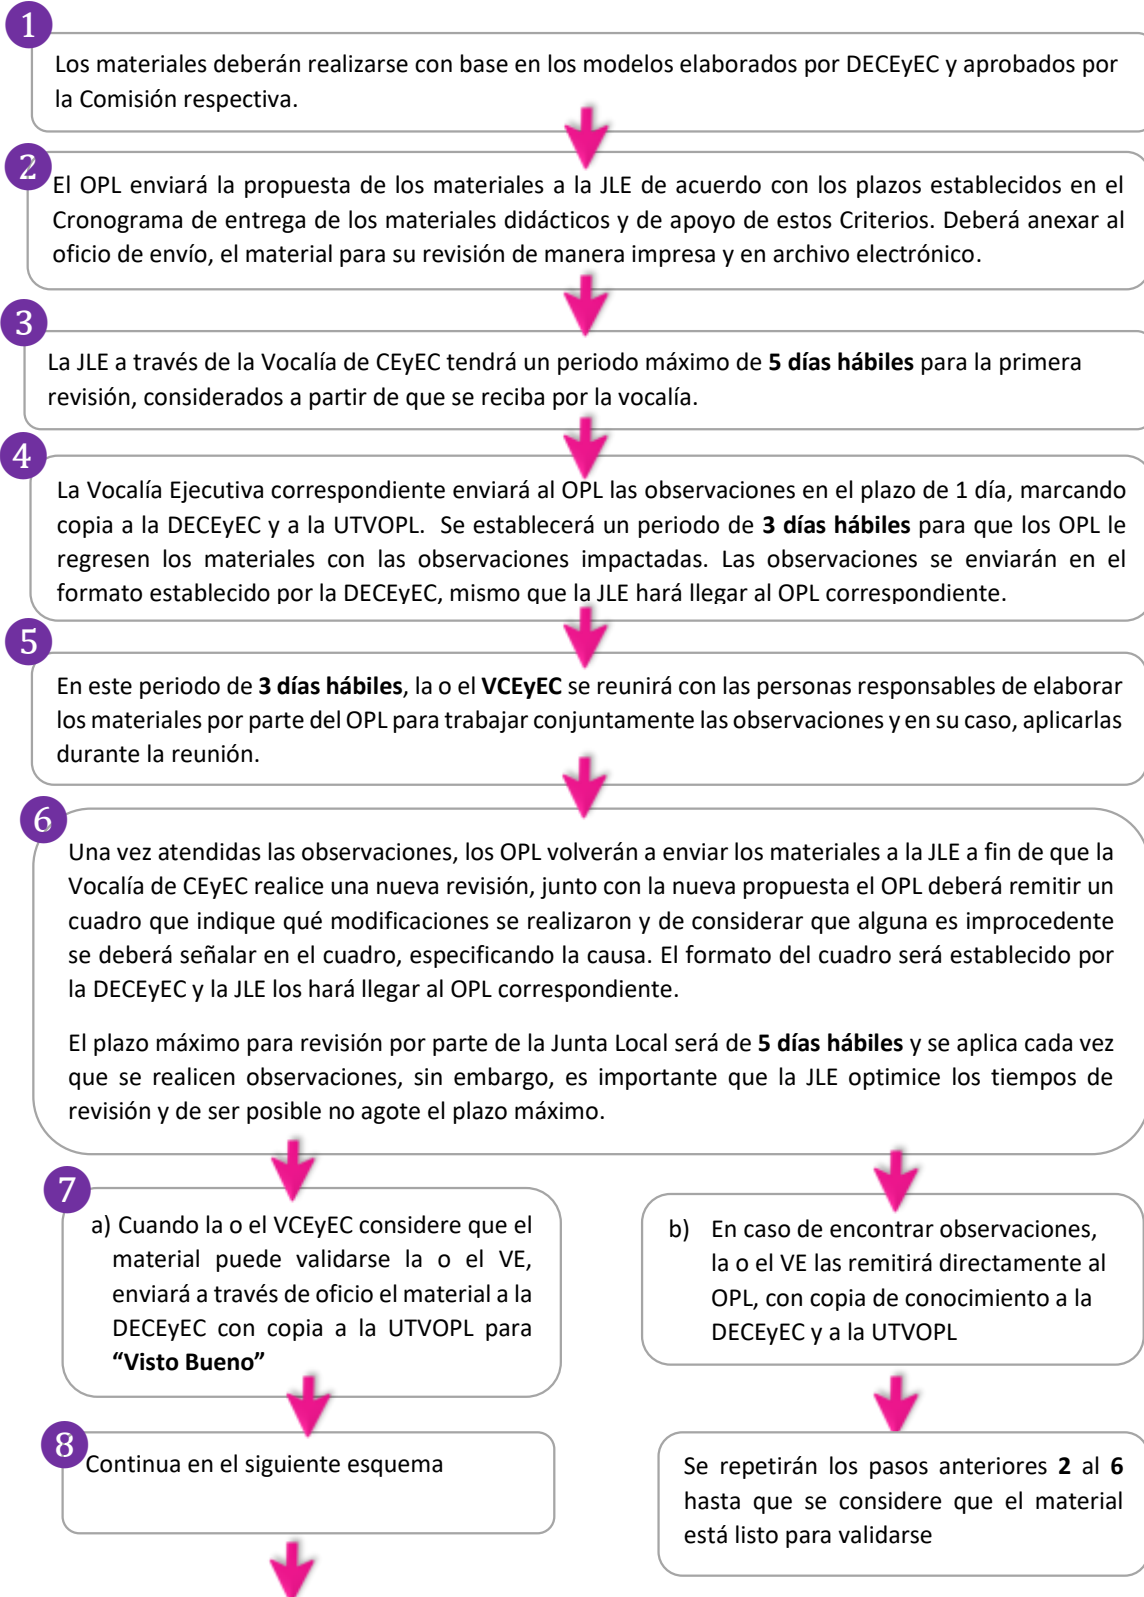 1
Los materiales deberán realizarse con base en los modelos elaborados por DECEyEC y aprobados por
la Comisión respectiva.
2
El OPL enviará la propuesta de los materiales a la JLE de acuerdo con los plazos establecidos en el
Cronograma de entrega de los materiales didácticos y de apoyo de estos Criterios. Deberá anexar al
oficio de envío, el material para su revisión de manera impresa y en archivo electrónico.
3
La JLE a través de la Vocalía de CEyEC tendrá un periodo máximo de 5 días hábiles para la primera
revisión, considerados a partir de que se reciba por la vocalía.
4
La Vocalía Ejecutiva correspondiente enviará al OPL las observaciones en el plazo de 1 día, marcando
copia a la DECEyEC y a la UTVOPL. Se establecerá un periodo de 3 días hábiles para que los OPL le
regresen los materiales con las observaciones impactadas. Las observaciones se enviarán en el
formato establecido por la DECEyEC, mismo que la JLE hará llegar al OPL correspondiente.
5
En este periodo de 3 días hábiles, la o el VCEyEC se reunirá con las personas responsables de elaborar
los materiales por parte del OPL para trabajar conjuntamente las observaciones y en su caso, aplicarlas
durante la reunión.
6
Una vez atendidas las observaciones, los OPL volverán a enviar los materiales a la JLE a fin de que la
Vocalía de CEyEC realice una nueva revisión, junto con la nueva propuesta el OPL deberá remitir un
cuadro que indique qué modificaciones se realizaron y de considerar que alguna es improcedente
se deberá señalar en el cuadro, especificando la causa. El formato del cuadro será establecido por
la DECEyEC y la JLE los hará llegar al OPL correspondiente.
El plazo máximo para revisión por parte de la Junta Local será de 5 días hábiles y se aplica cada vez
que se realicen observaciones, sin embargo, es importante que la JLE optimice los tiempos de
revisión y de ser posible no agote el plazo máximo.
7
a) Cuando la o el VCEyEC considere que el
material puede validarse la o el VE,
enviará a través de oficio el material a la
DECEyEC con copia a la UTVOPL para
“Visto Bueno”
b) En caso de encontrar observaciones,
la o el VE las remitirá directamente al
OPL, con copia de conocimiento a la
DECEyEC y a la UTVOPL
8
Continua en el siguiente esquema
Se repetirán los pasos anteriores 2 al 6
hasta que se considere que el material
está listo para validarse